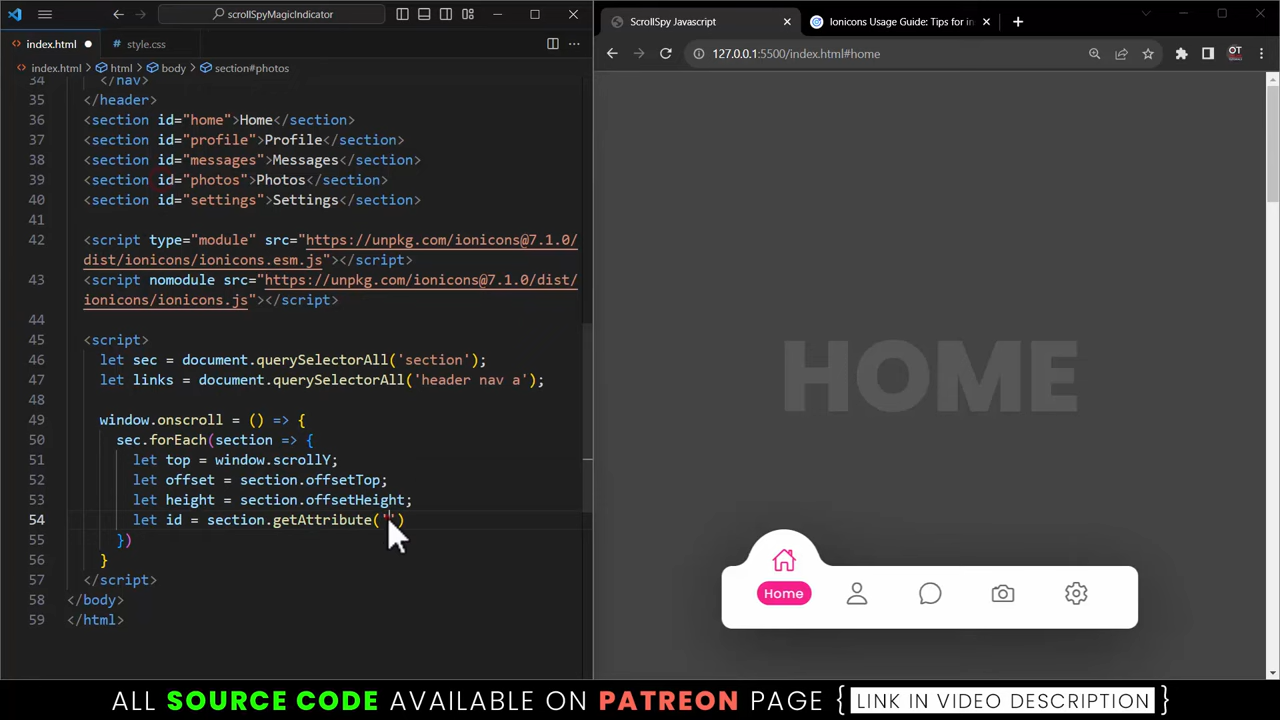 scrollSpyMagicIndicator
index.html
style.css
index.html
html
body
section#photos
34 </nav>
35 </header>
36 <section id="home">Home</section>
37 <section id="profile">Profile</section>
38 <section id="messages">Messages</section>
39 <section id="photos">Photos</section>
40 <section id="settings">Settings</section>
41
42 <script type="module" src="https://unpkg.com/ionicons@7.1.0/
dist/ionicons/ionicons.esm.js"></script>
43 <script nomodule src="https://unpkg.com/ionicons@7.1.0/dist/
ionicons/ionicons.js"></script>
44
45 <script>
46 let sec = document.querySelectorAll('section');
47 let links = document.querySelectorAll('header nav a');
48
49 window.onscroll = () => {
50 sec.forEach(section => {
51 let top = window.scrollY;
52 let offset = section.offsetTop;
53 let height = section.offsetHeight;
54 let id = section.getAttribute('')
55 })
56 }
57 </script>
58 </body>
59 </html>
ScrollSpy Javascript
Ionicons Usage Guide: Tips for in
127.0.0.1:5500/index.html#home
OT
HOME
Home
ALL SOURCE CODE AVAILABLE ON PATREON PAGE { LINK IN VIDEO DESCRIPTION }